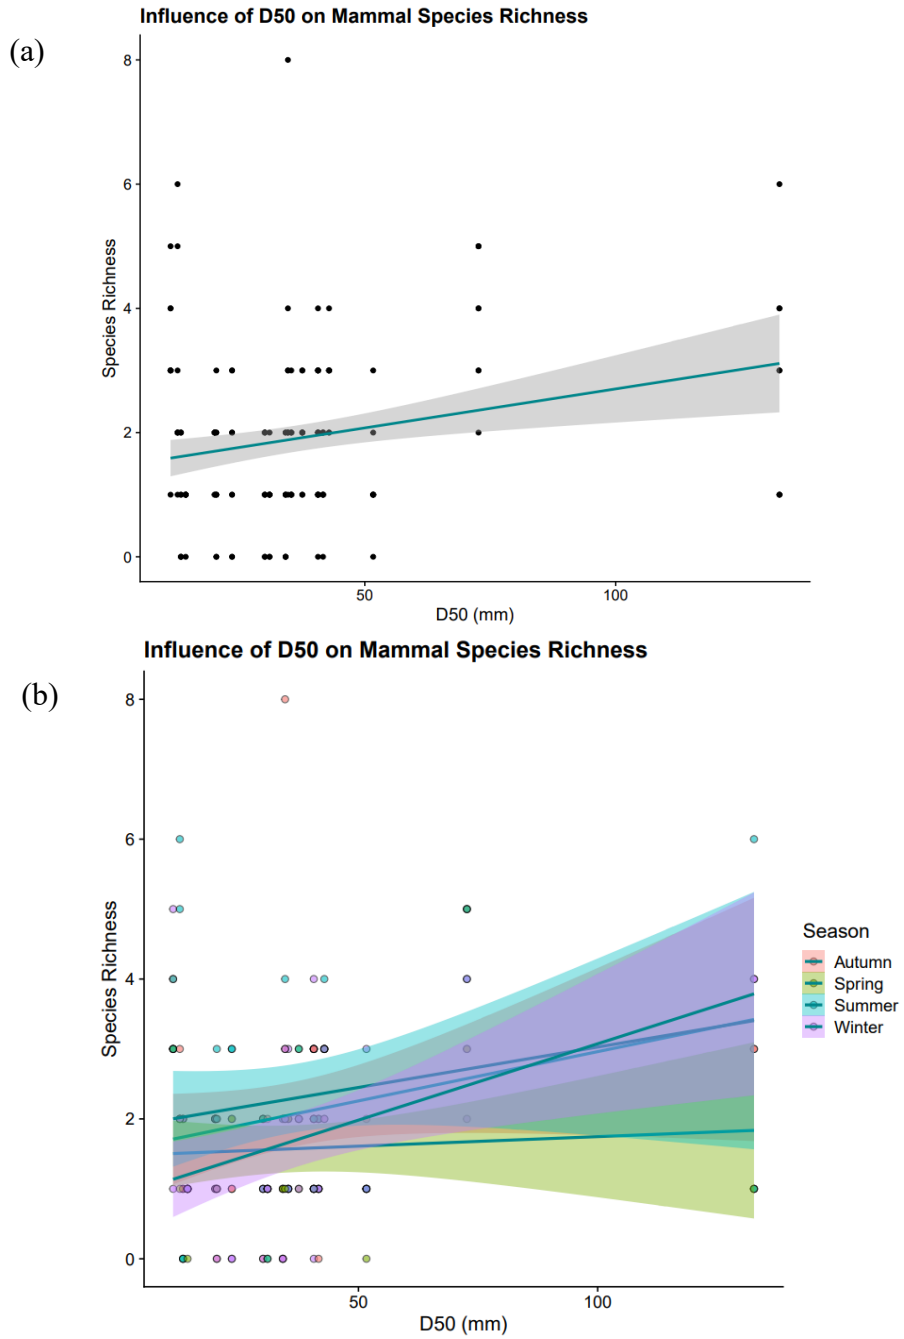 Influence of D50 on Mammal Species Richness
(a)
8
6
4
2
0
Species Richness
50 100
D50 (mm)
Influence of D50 on Mammal Species Richness
(b)
8
6
4
2
0
Species Richness
50 100
D50 (mm)
Season
Autumn
Spring
Summer
Winter